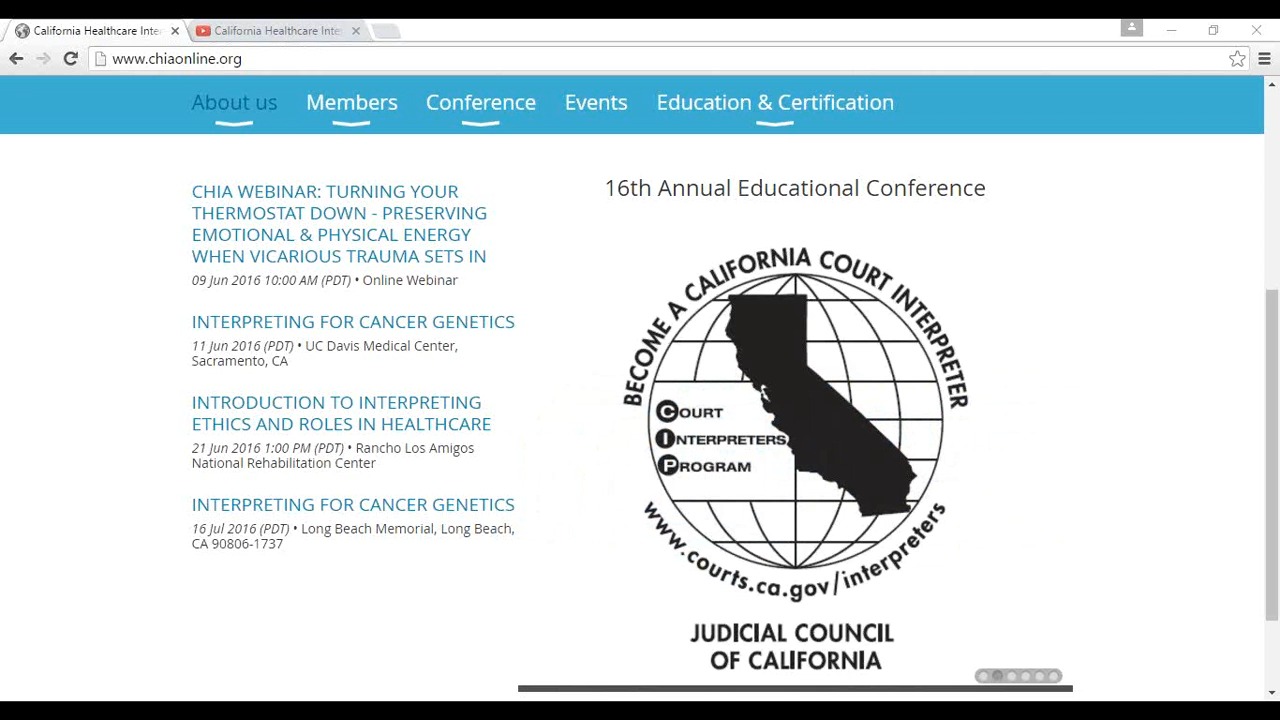 California Healthcare Inte
California Healthcare Inte
www.chiaonline.org
About us Members Conference Events Education & Certification
CHIA WEBINAR: TURNING YOUR
THERMOSTAT DOWN - PRESERVING
EMOTIONAL & PHYSICAL ENERGY
WHEN VICARIOUS TRAUMA SETS IN
09 Jun 2016 10:00 AM (PDT) • Online Webinar
INTERPRETING FOR CANCER GENETICS
11 Jun 2016 (PDT) • UC Davis Medical Center,
Sacramento, CA
INTRODUCTION TO INTERPRETING
ETHICS AND ROLES IN HEALTHCARE
21 Jun 2016 1:00 PM (PDT) • Rancho Los Amigos
National Rehabilitation Center
INTERPRETING FOR CANCER GENETICS
16 Jul 2016 (PDT) • Long Beach Memorial, Long Beach,
CA 90806-1737
16th Annual Educational Conference
BECOME A CALIFORNIA COURT INTERPRETER
COURT
INTERPRETERS
PROGRAM
www.courts.ca.gov/interpreters
JUDICIAL COUNCIL
OF CALIFORNIA